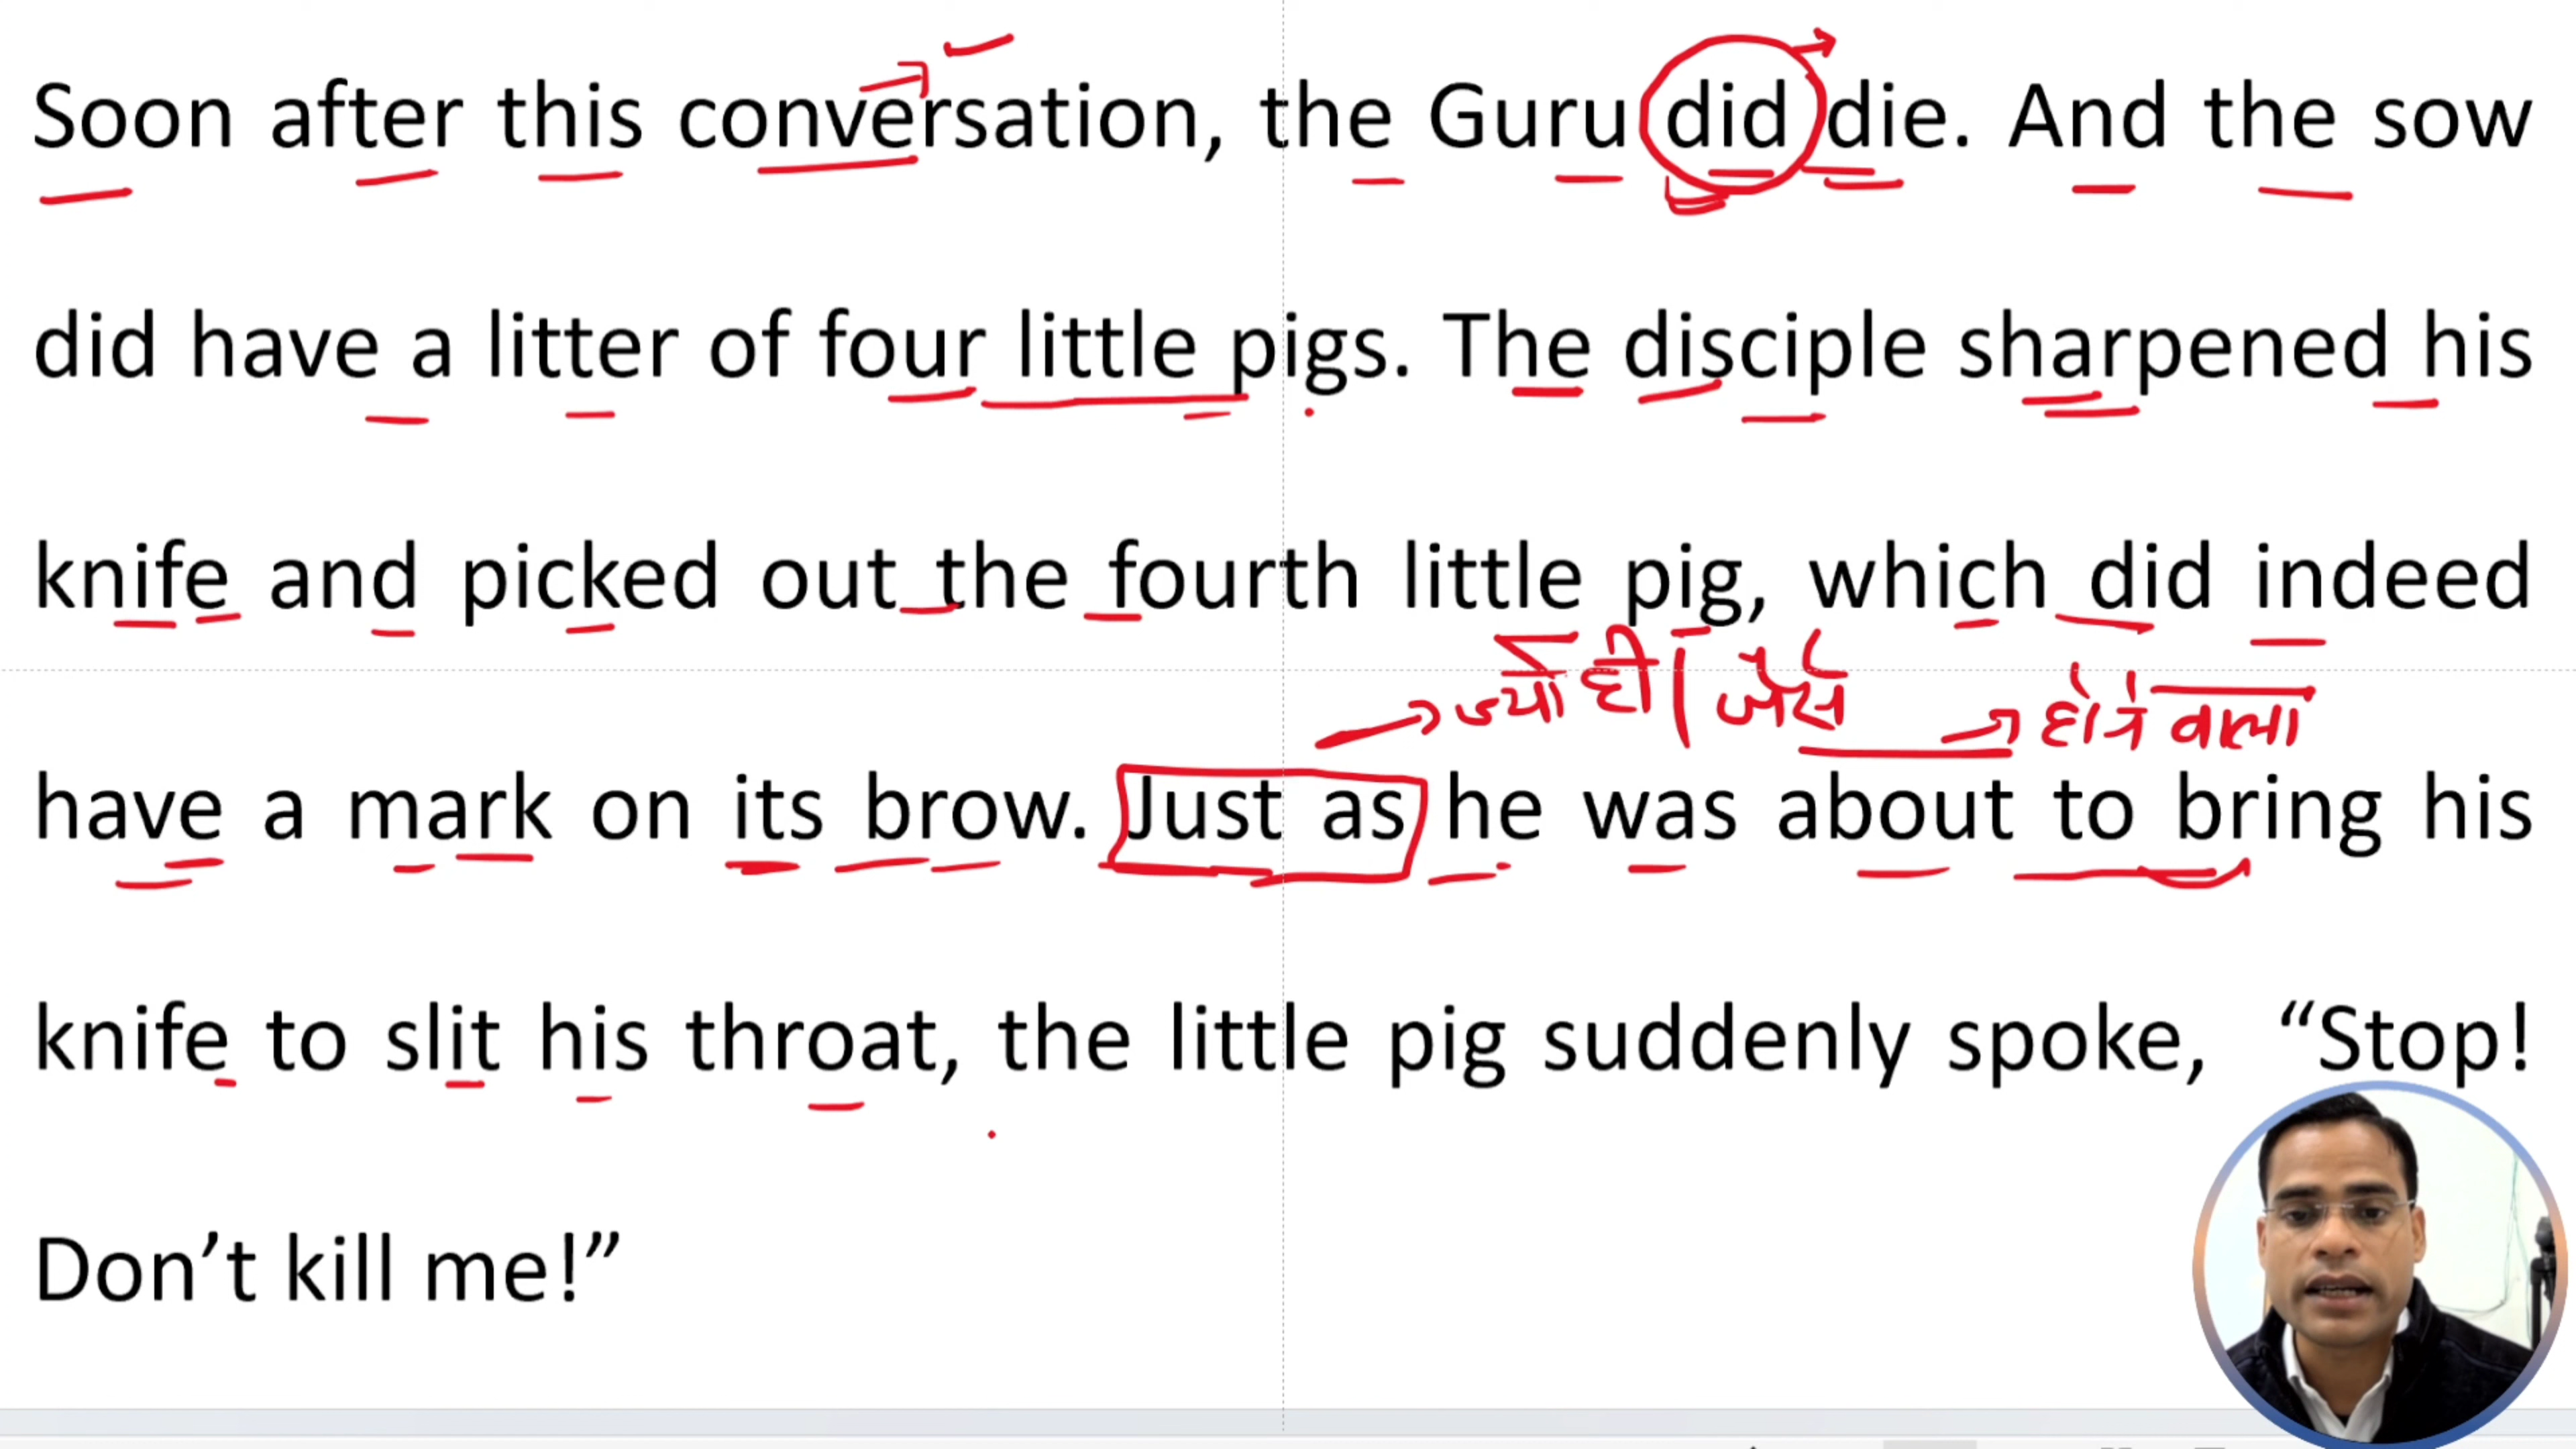 Soon after this conversation, the Guru did die. And the sow
did have a litter of four little pigs. The disciple sharpened his
knife and picked out the fourth little pig, which did indeed
ज्यों ही | जैसे
होने वाला
have a mark on its brow. Just as he was about to bring his
knife to slit his throat, the little pig suddenly spoke, “Stop!
Don’t kill me!”